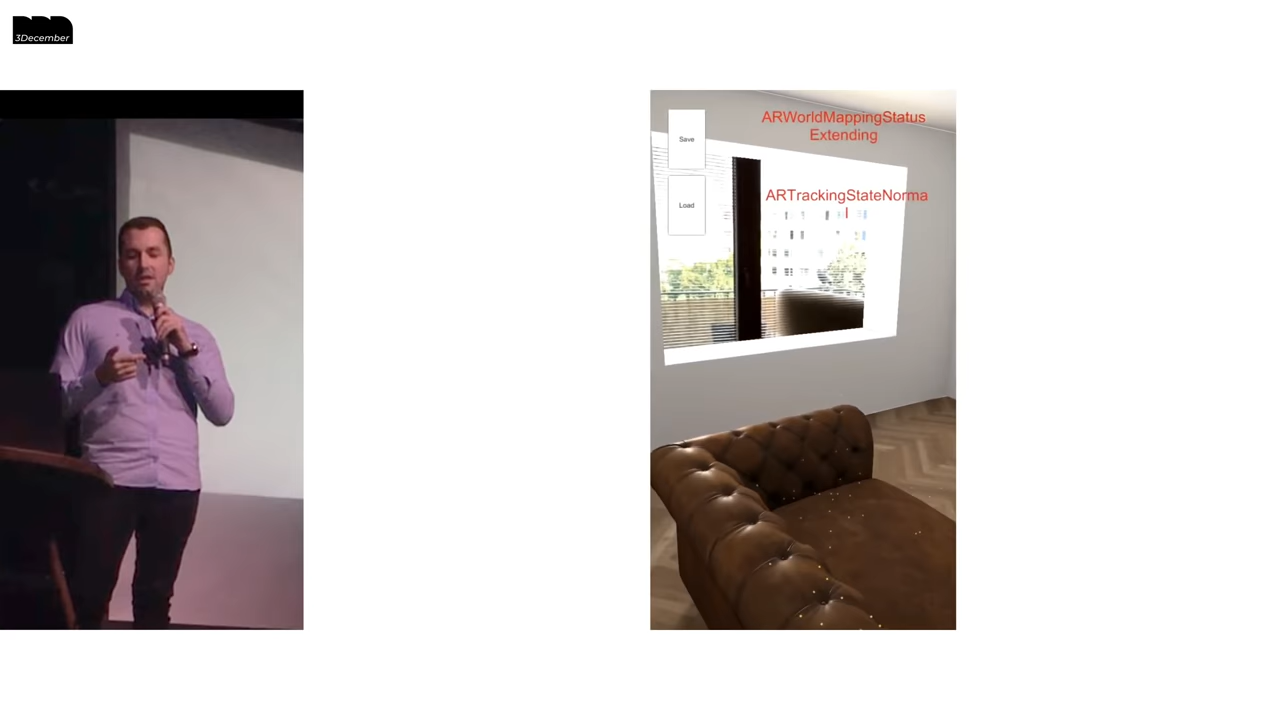 3December
Save
ARWorldMappingStatus
Extending
Load
ARTrackingStateNorma
l